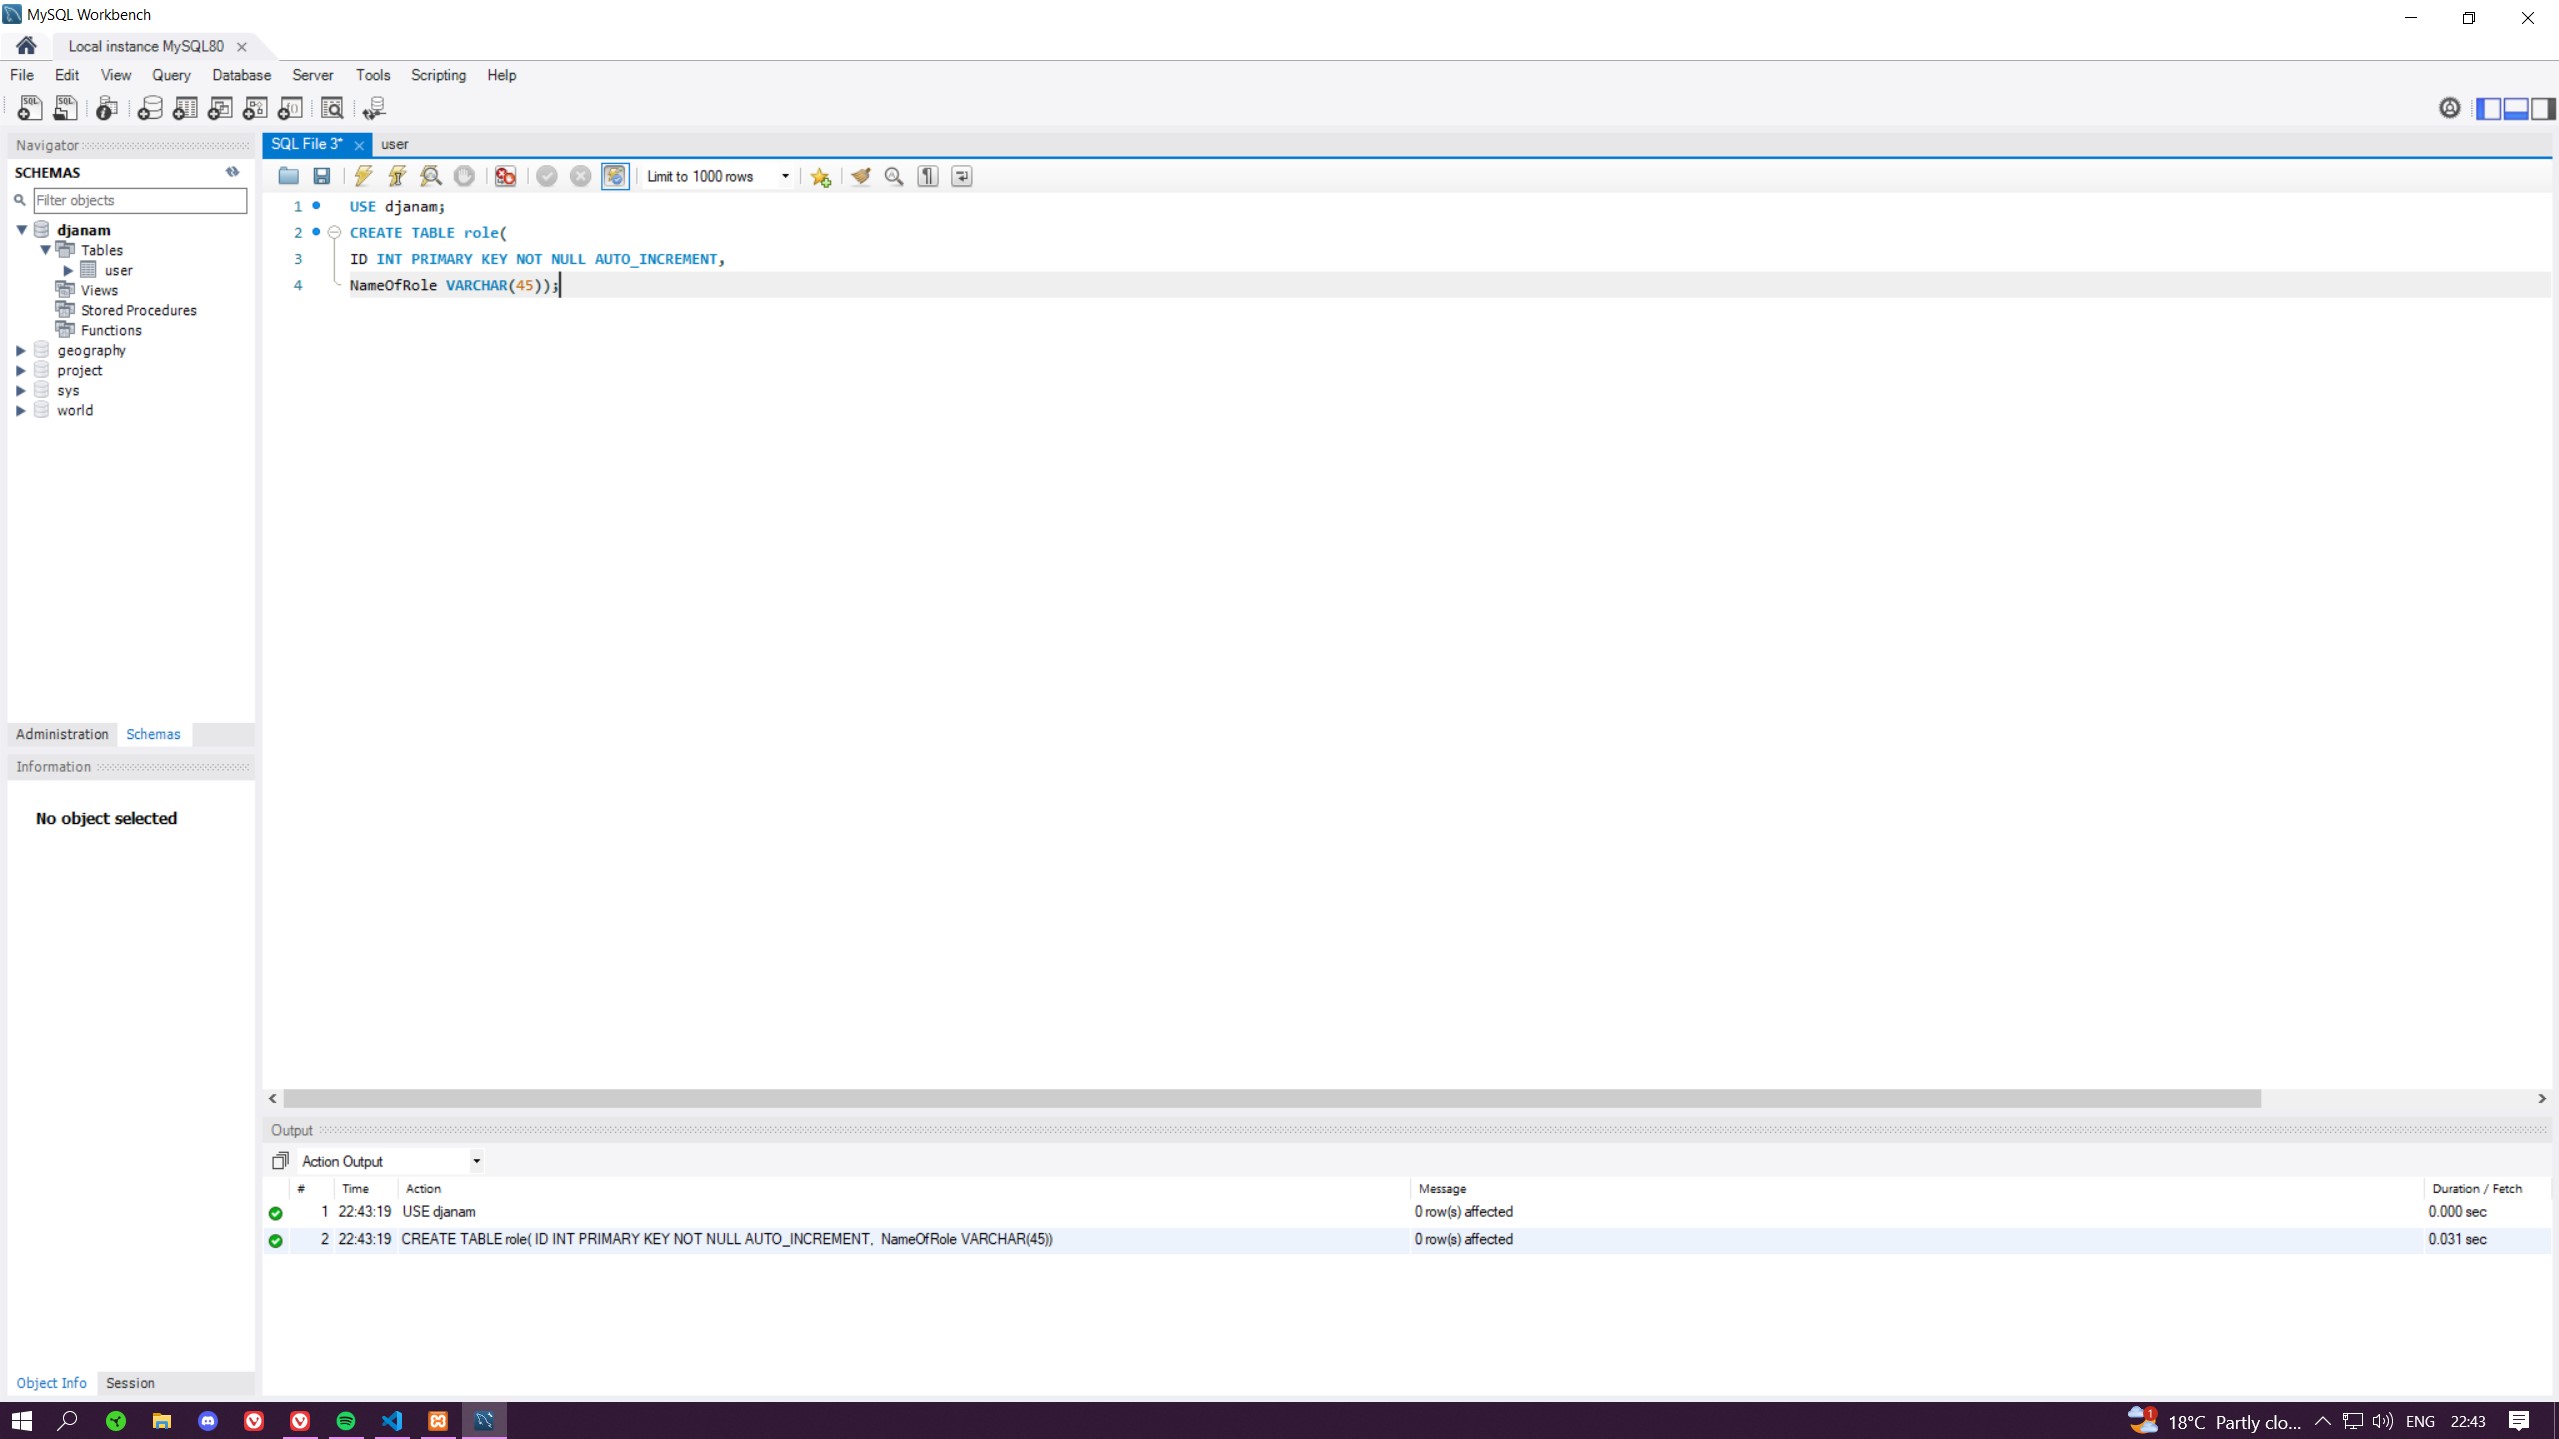 MySQL Workbench
Local instance MySQL80
File Edit View Query Database Server Tools Scripting Help
Navigator
SQL File 3* user
SCHEMAS
Limit to 1000 rows
Filter objects
djanam
Tables
user
Views
Stored Procedures
Functions
geography
project
sys
world
1 USE djanam;
2 CREATE TABLE role(
3 ID INT PRIMARY KEY NOT NULL AUTO_INCREMENT,
4 NameOfRole VARCHAR(45));
Administration Schemas
Information
No object selected
Output
Action Output
# Time Action Message Duration / Fetch
1 22:43:19 USE djanam 0 row(s) affected 0.000 sec
2 22:43:19 CREATE TABLE role( ID INT PRIMARY KEY NOT NULL AUTO_INCREMENT, NameOfRole VARCHAR(45)) 0 row(s) affected 0.031 sec
Object Info Session
1 18°C Partly clo... ENG 22:43